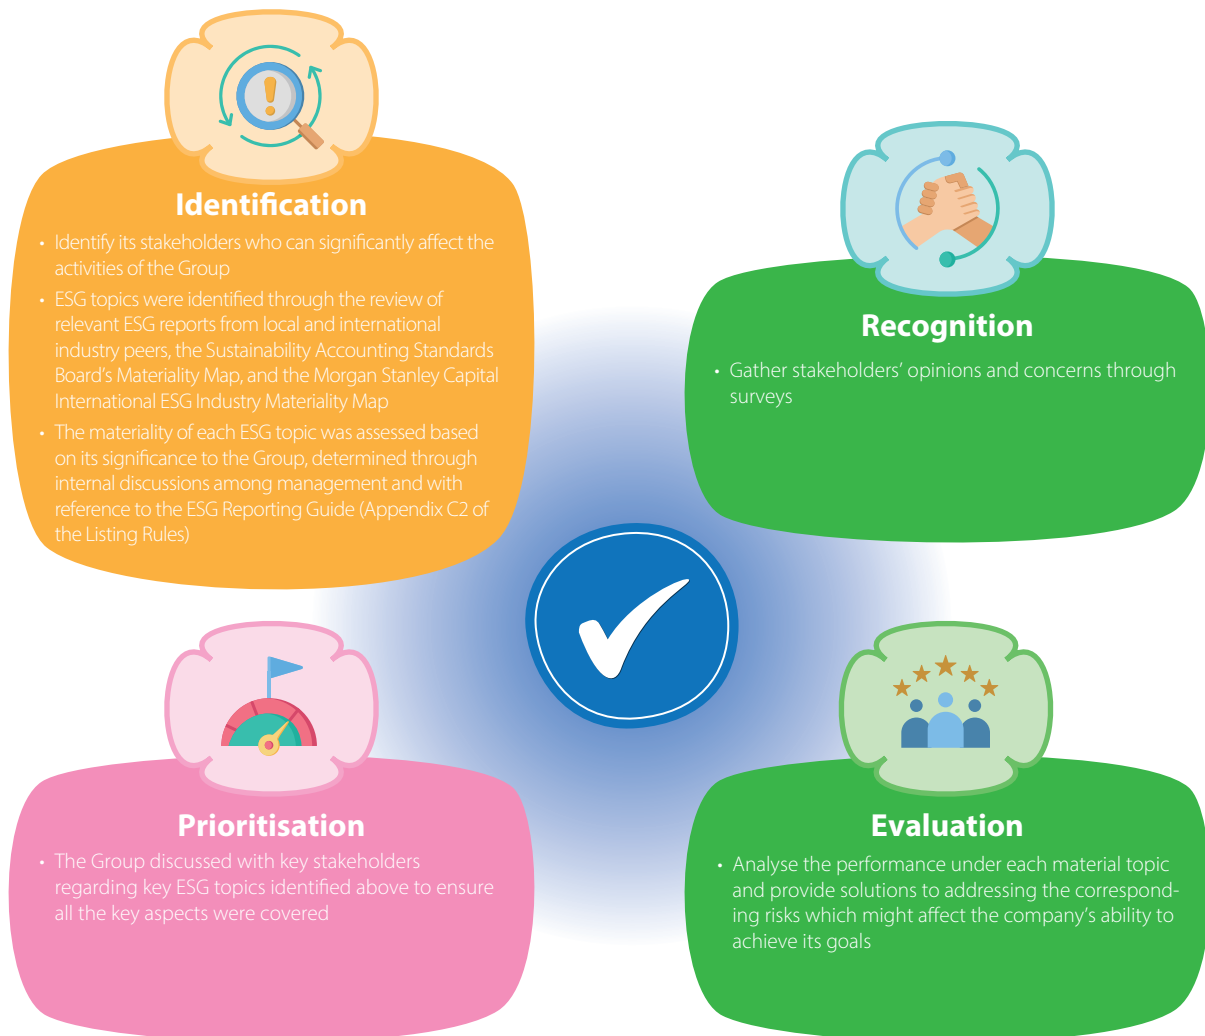 Identification
• Identify its stakeholders who can significantly affect the
activities of the Group
• ESG topics were identified through the review of
relevant ESG reports from local and international
industry peers, the Sustainability Accounting Standards
Board’s Materiality Map, and the Morgan Stanley Capital
International ESG Industry Materiality Map
• The materiality of each ESG topic was assessed based
on its significance to the Group, determined through
internal discussions among management and with
reference to the ESG Reporting Guide (Appendix C2 of
the Listing Rules)
Recognition
• Gather stakeholders’ opinions and concerns through
surveys
Prioritisation
• The Group discussed with key stakeholders
regarding key ESG topics identified above to ensure
all the key aspects were covered
Evaluation
• Analyse the performance under each material topic
and provide solutions to addressing the correspond-
ing risks which might affect the company’s ability to
achieve its goals